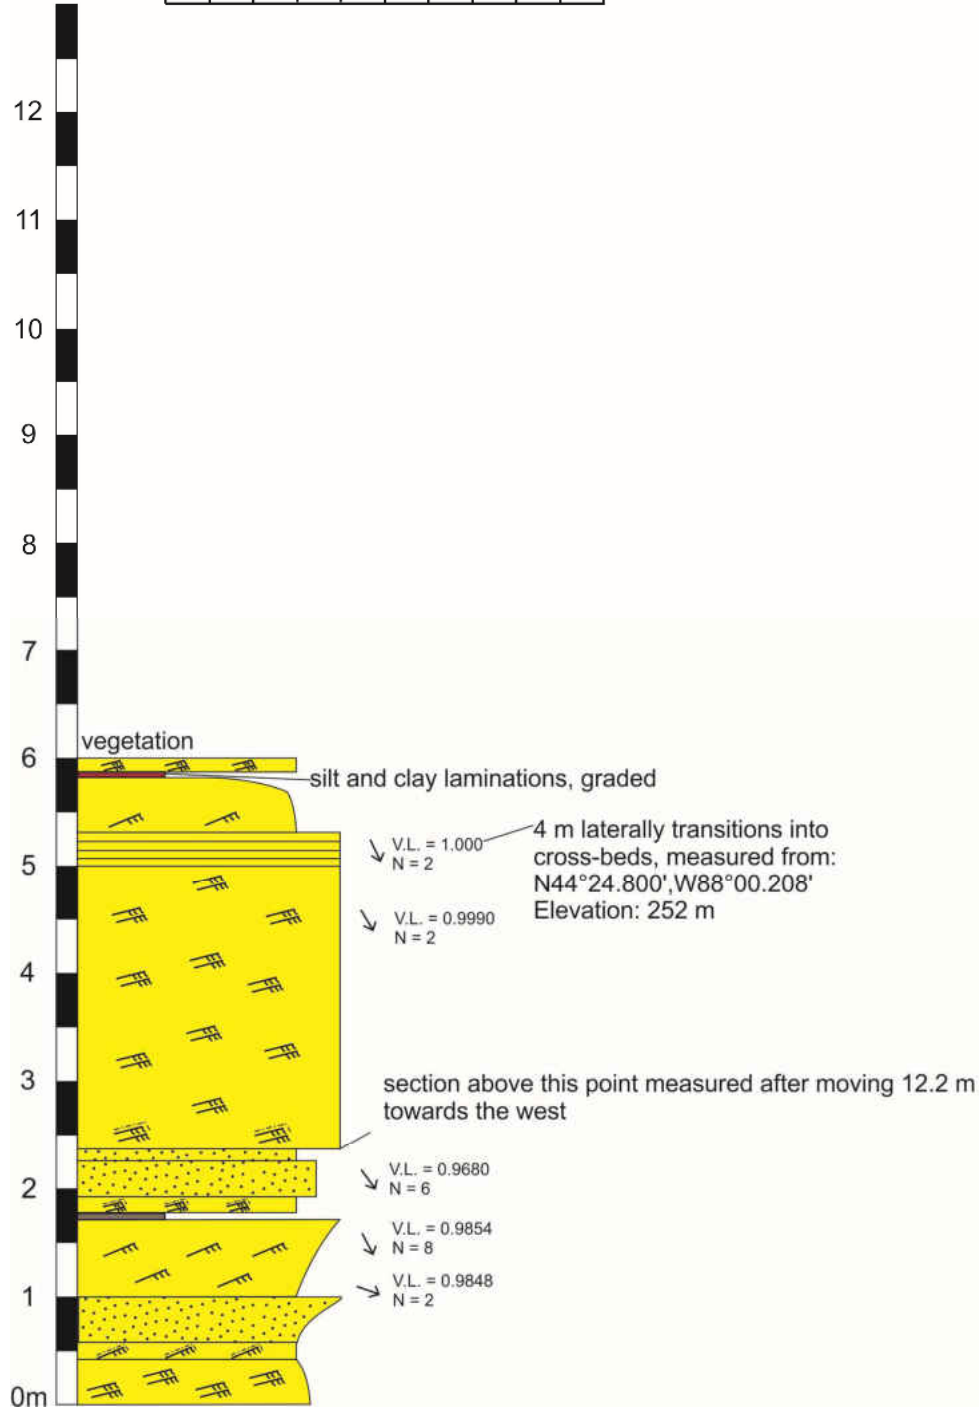 12
11
10
9
8
7
6
vegetation
silt and clay laminations, graded
5
V.L. = 1.000
N = 2
4 m laterally transitions into
cross-beds, measured from:
N44°24.800',W88°00.208'
Elevation: 252 m
V.L. = 0.9990
N = 2
4
3
section above this point measured after moving 12.2 m
towards the west
2
V.L. = 0.9680
N = 6
V.L. = 0.9854
N = 8
V.L. = 0.9848
N = 2
1
0m